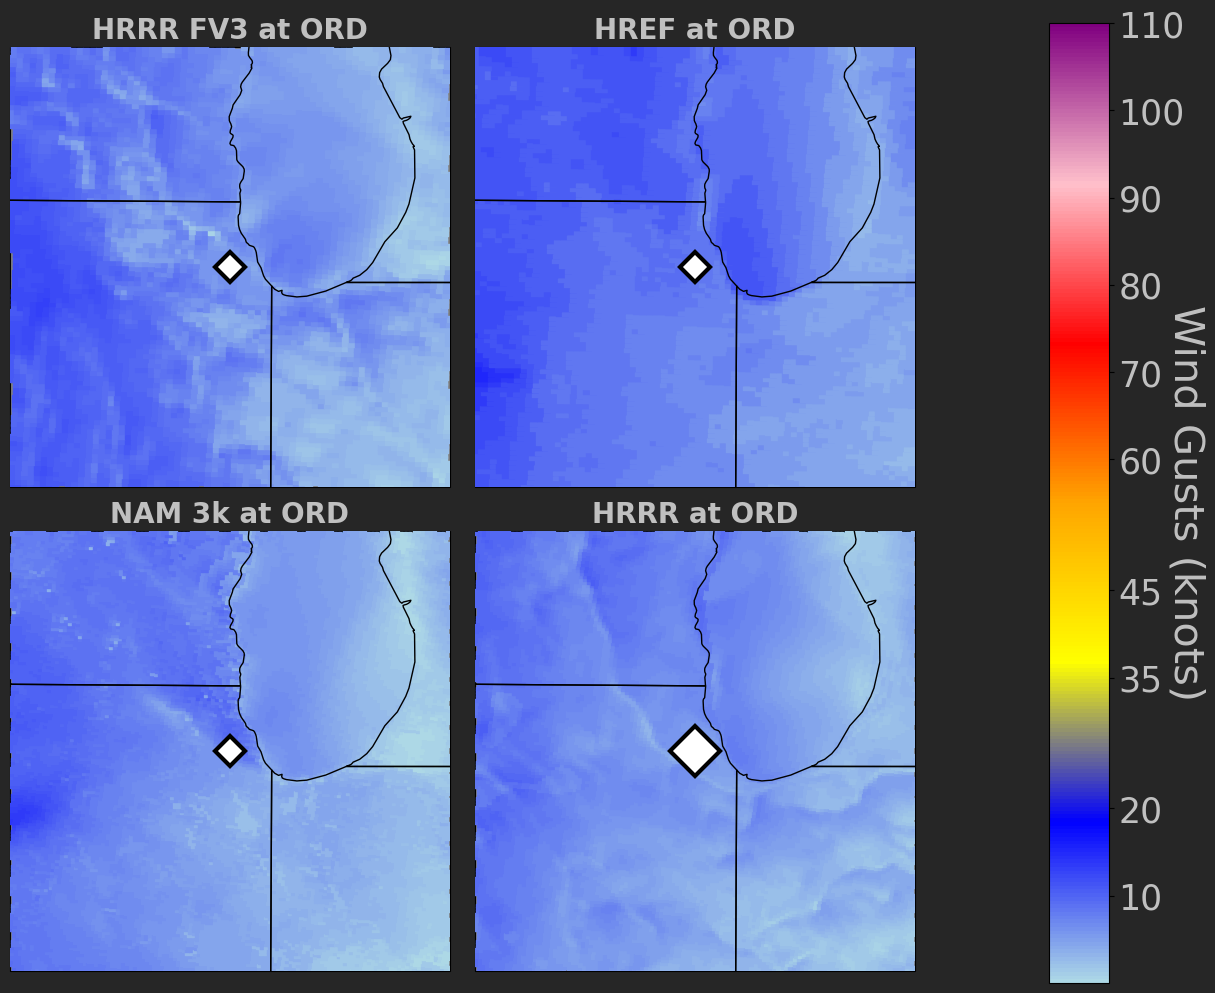 HRRR FV3 at ORD
HREF at ORD
NAM 3k at ORD
HRRR at ORD
110
100
90
80
70
60
45
35
20
10
Wind Gusts (knots)